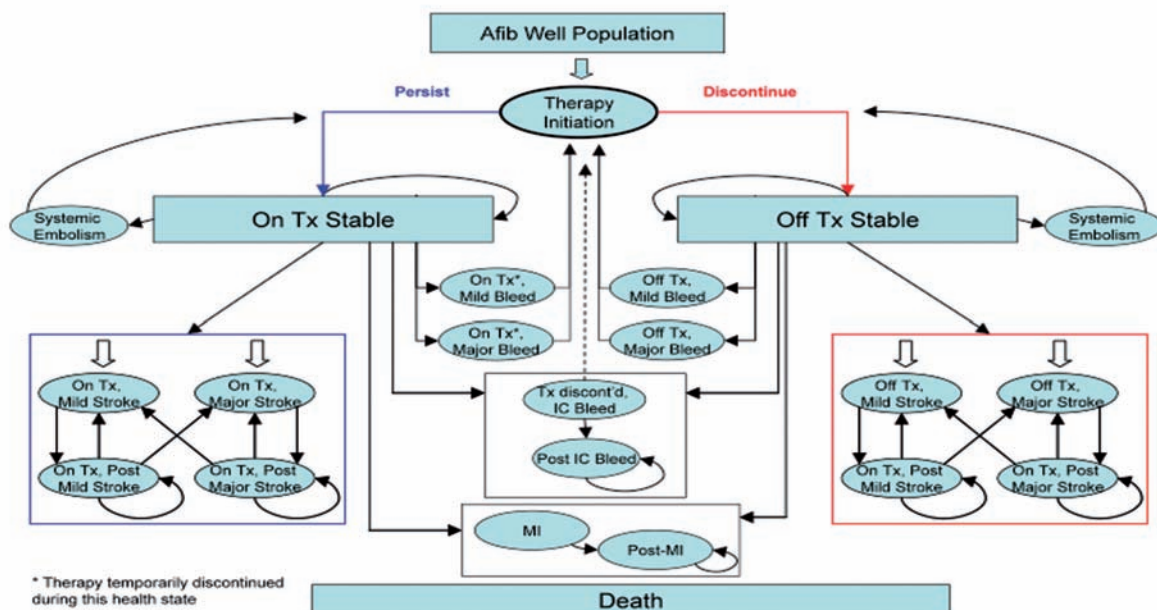 Afib Well Population
Persist
Discontinue
Therapy
Initiation
On Tx Stable
Off Tx Stable
Systemic
Embolism
Systemic
Embolism
On Tx*,
Mild Bleed
Off Tx,
Mild Bleed
On Tx*,
Major Bleed
Off Tx,
Major Bleed
On Tx,
Mild Stroke
On Tx,
Major Stroke
On Tx, Post
Mild Stroke
On Tx, Post
Major Stroke
Tx discont'd,
IC Bleed
Post IC Bleed
Off Tx,
Mild Stroke
Off Tx,
Major Stroke
On Tx, Post
Mild Stroke
On Tx, Post
Major Stroke
MI
Post-MI
* Therapy temporarily discontinued
during this health state
Death